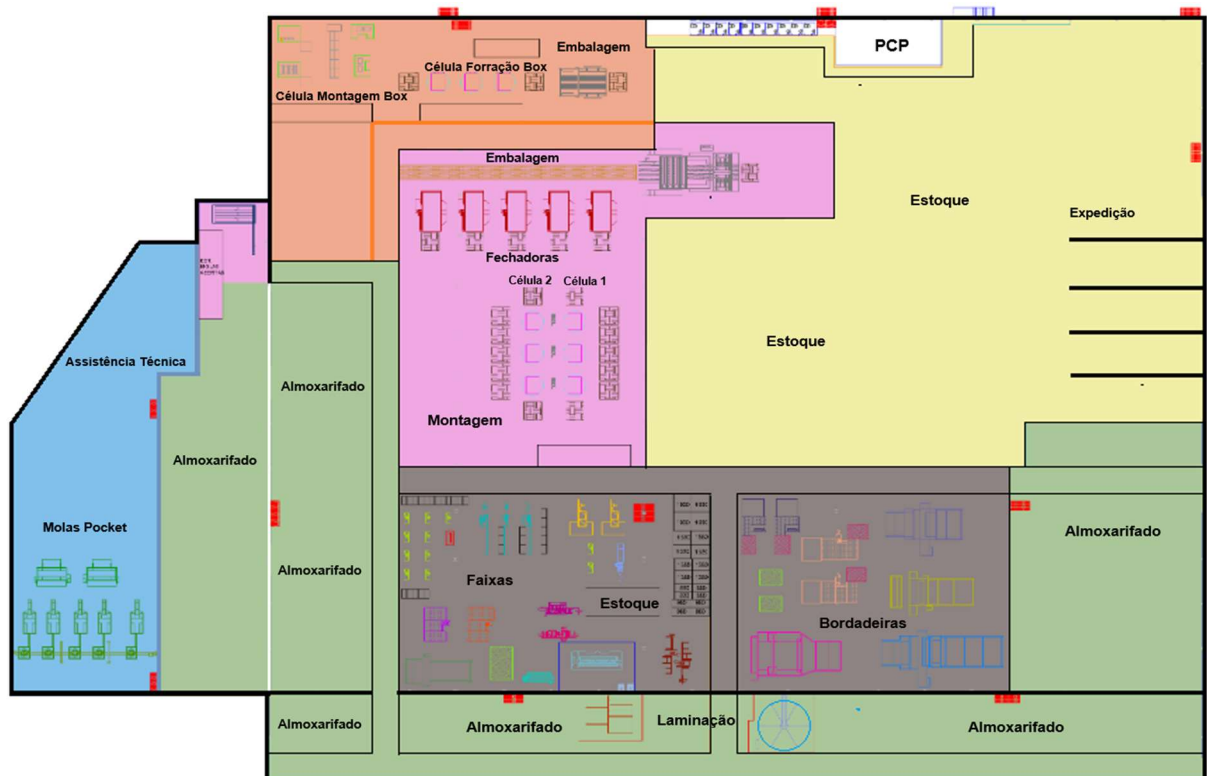 PCP
Embalagem
Célula Forração Box
Célula Montagem Box
Embalagem
Estoque
Expedição
Fechadoras
Célula 2
Célula 1
Estoque
Assistência Técnica
Almoxarifado
Montagem
Almoxarifado
Molas Pocket
Almoxarifado
Almoxarifado
Faixas
Estoque
Bordadeiras
Almoxarifado
Almoxarifado
Laminação
Almoxarifado